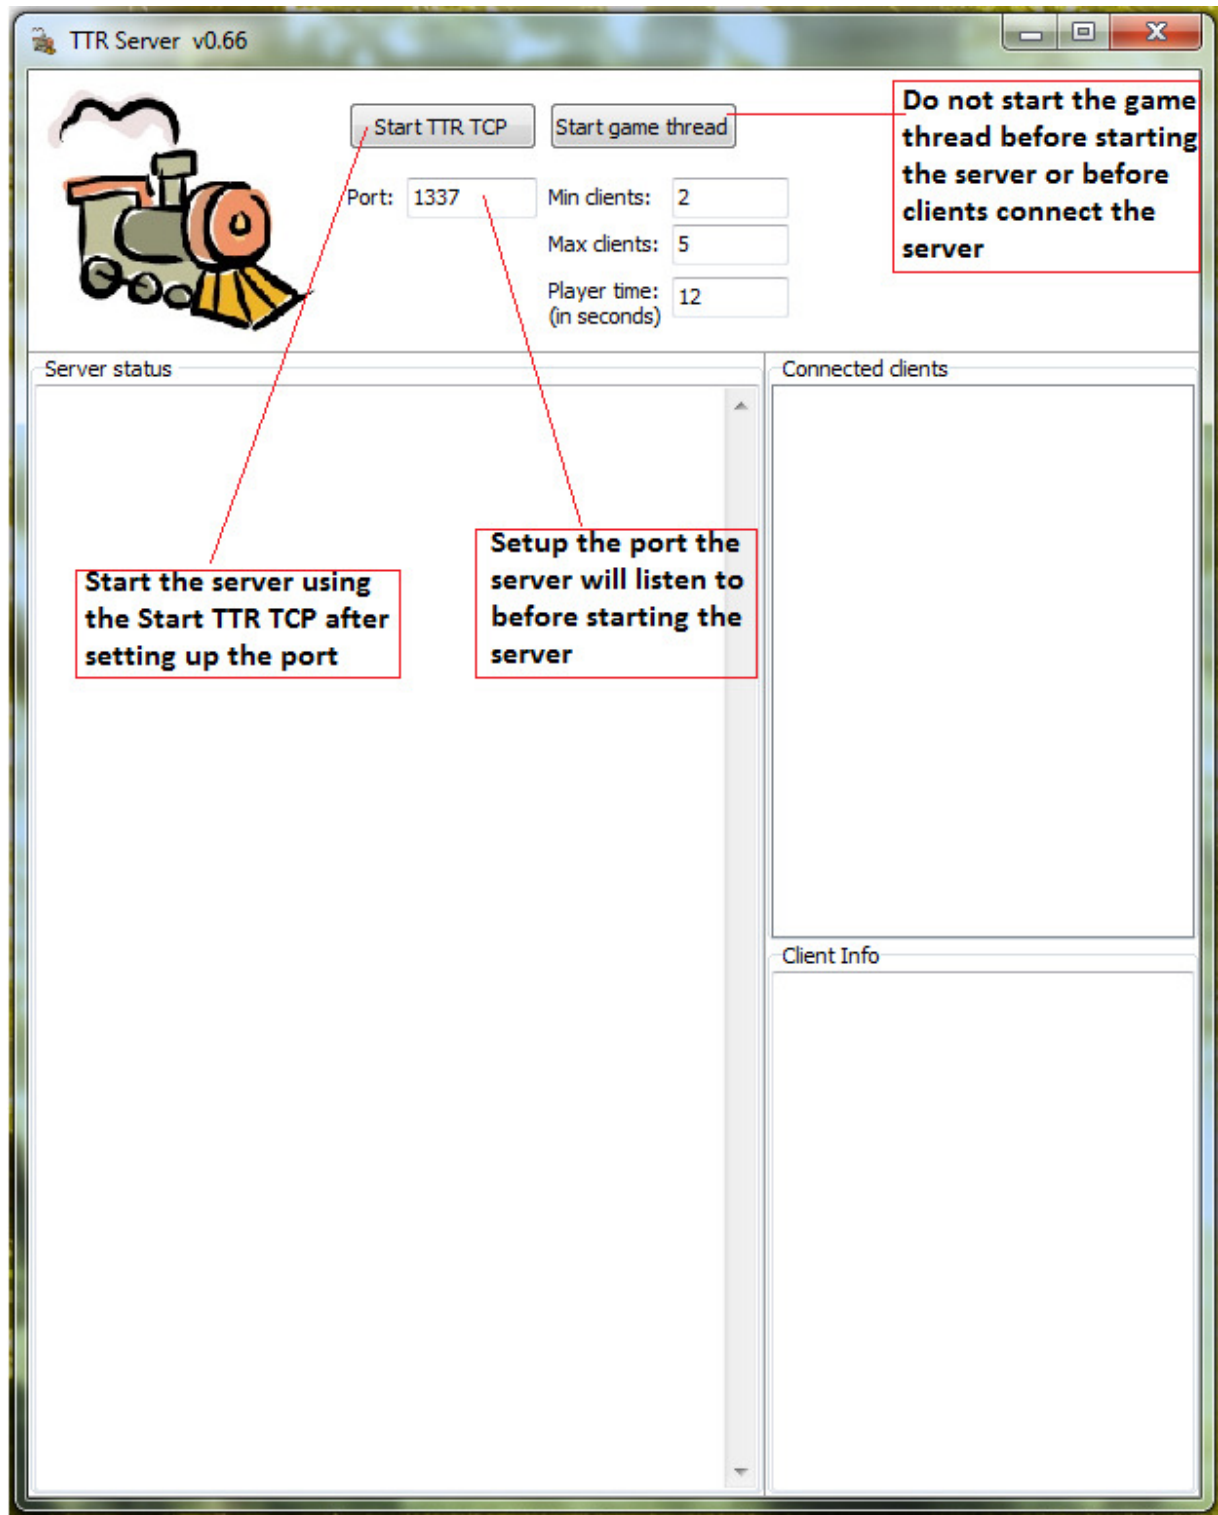 TTR Server v0.66
Start TTR TCP
Start game thread
Do not start the game
thread before starting
the server or before
clients connect the
server
Port: 1337
Min clients: 2
Max clients: 5
Player time: 12
(in seconds)
Server status
Connected clients
Start the server using
the Start TTR TCP after
setting up the port
Setup the port the
server will listen to
before starting the
server
Client Info